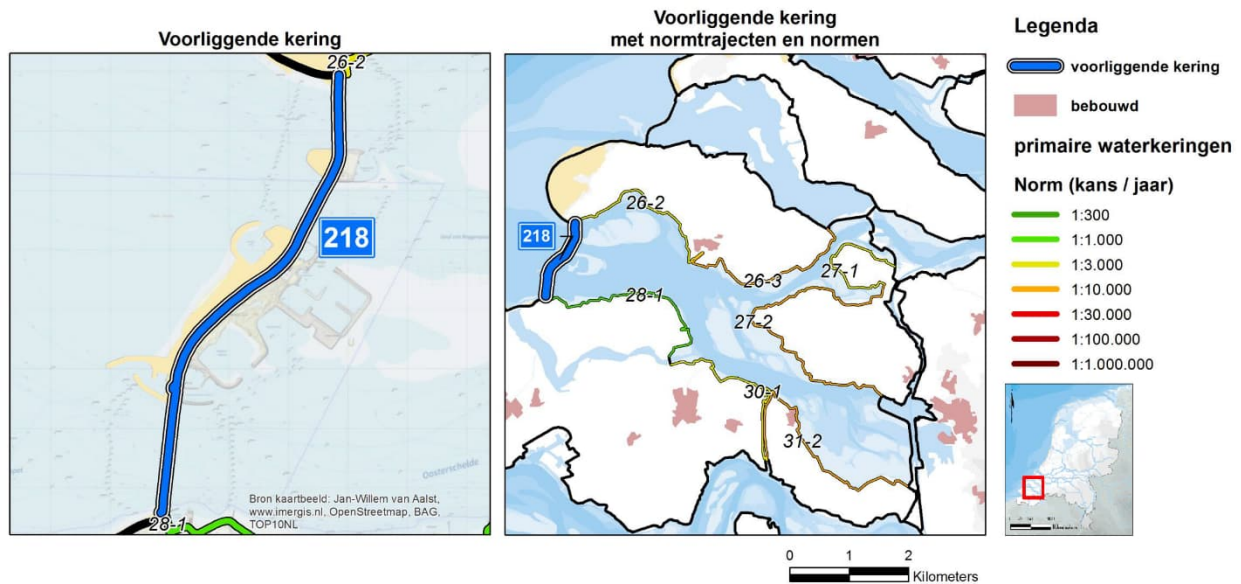 Voorliggende kering
26-2
218
28-1
Oosterschelde
Bron kaartbeeld: Jan-Willem van Aalst,
www.imergis.nl, OpenStreetmap, BAG,
TOP10NL
Voorliggende kering
met normtrajecten en normen
26-2
218
27-1
26-3
28-1
27-2
30-1
31-2
0 1 2
Kilometers
Legenda
voorliggende kering
bebouwd
primaire waterkeringen
Norm (kans / jaar)
1:300
1:1.000
1:3.000
1:10.000
1:30.000
1:100.000
1:1.000.000
Kilometers